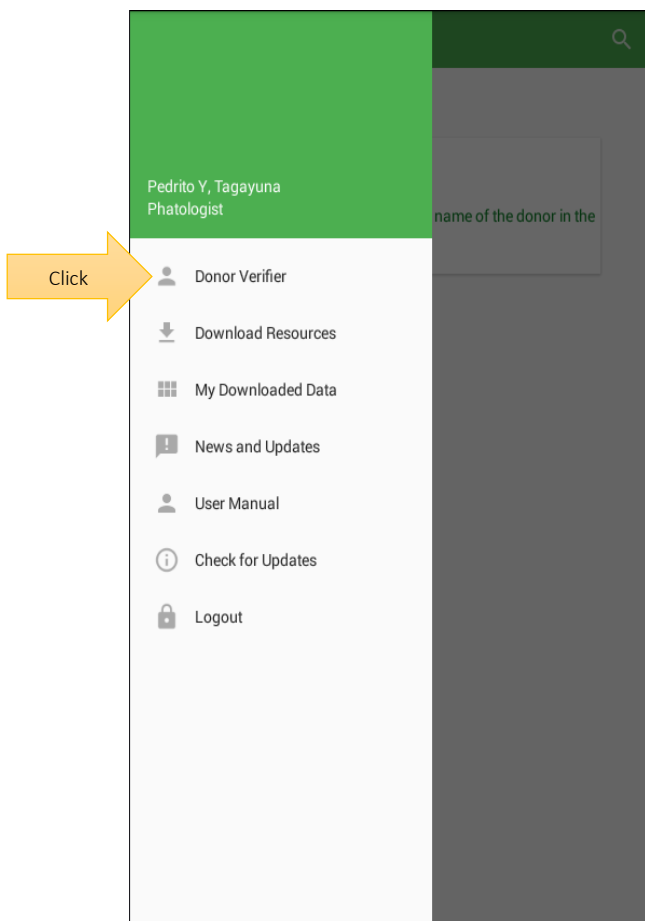 Pedrito Y, Tagayuna
Phatologist
name of the donor in the
Click
Donor Verifier
Download Resources
My Downloaded Data
News and Updates
User Manual
Check for Updates
Logout